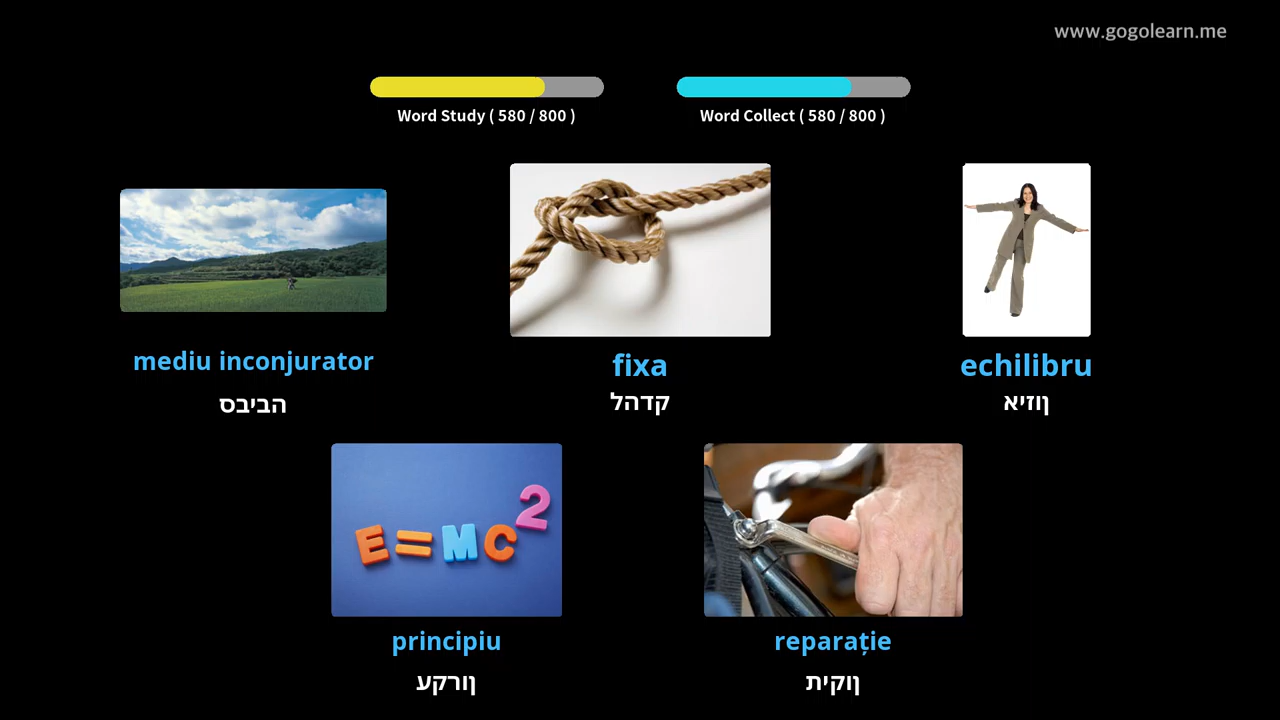 www.gogolearn.me
Word Study ( 580 / 800 )
Word Collect ( 580 / 800 )
mediu inconjurator
הביבס
fixa
קדהל
echilibru
ןוזיא
E=MC2
principiu
ןורקע
reparație
ןוקית